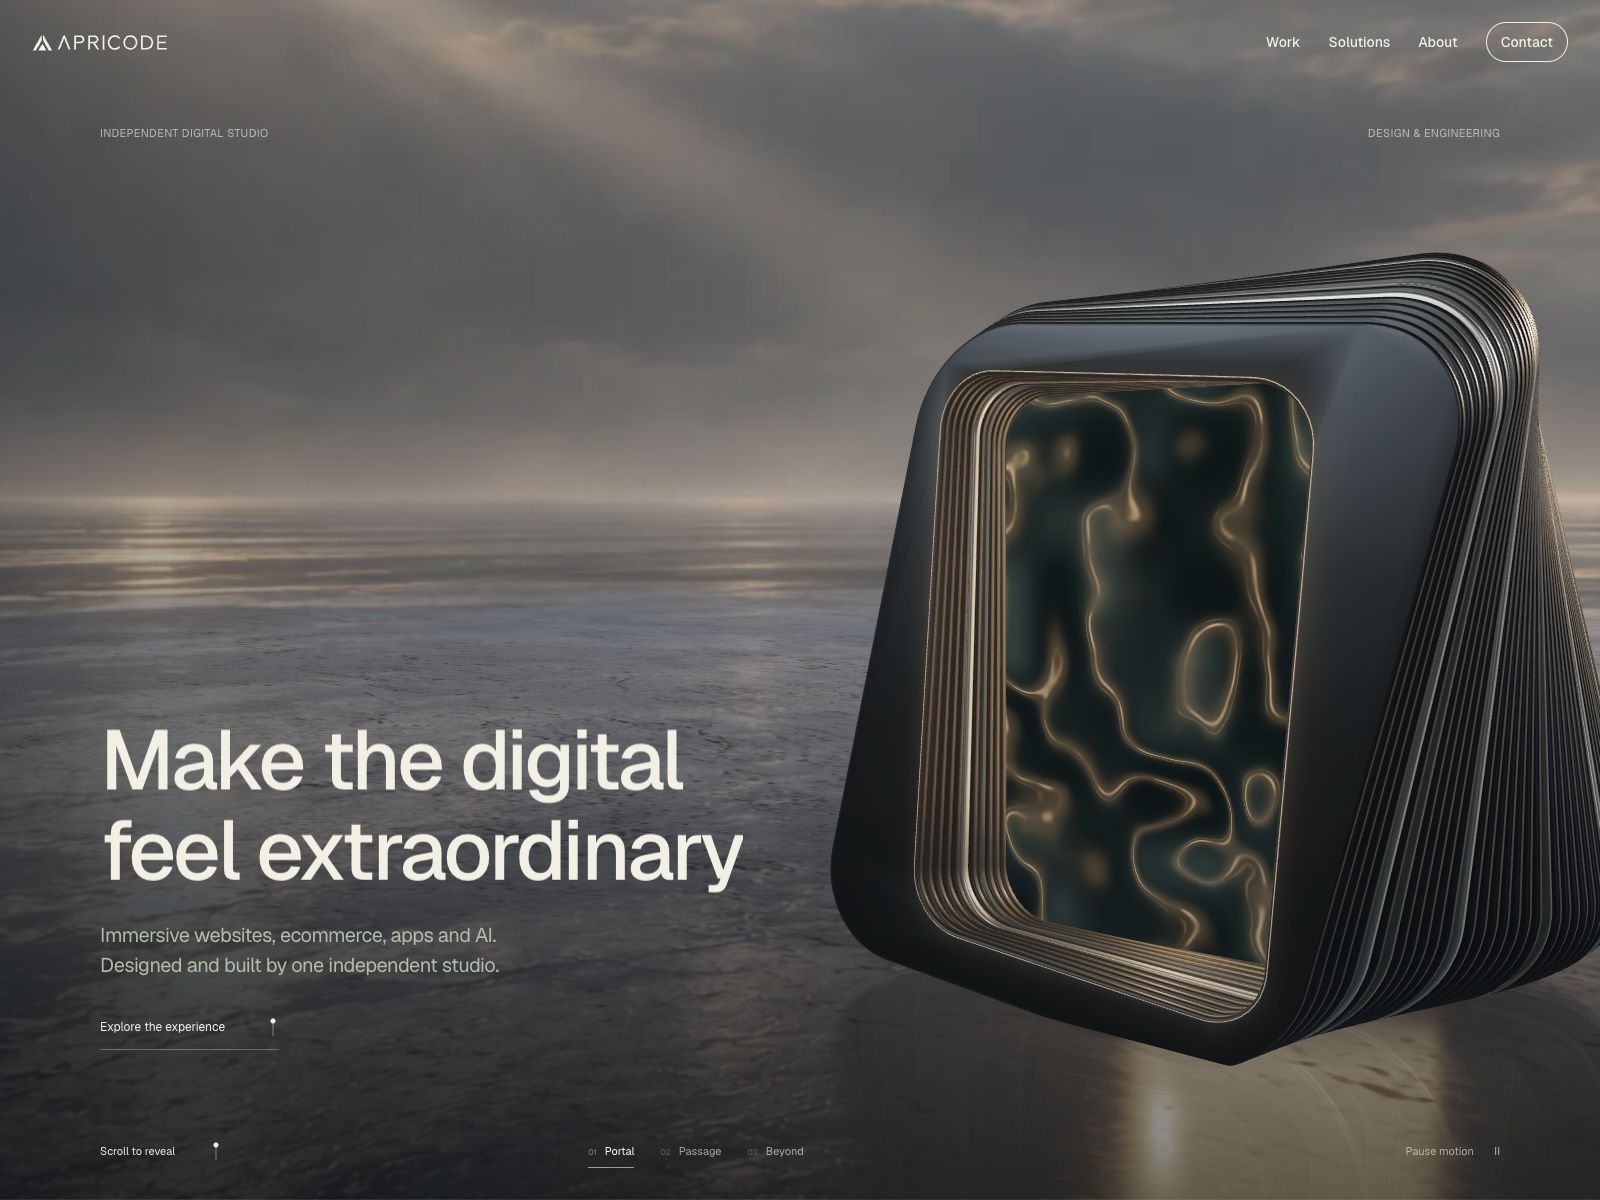 APRICODE
Work Solutions About Contact
INDEPENDENT DIGITAL STUDIO
DESIGN & ENGINEERING
Make the digital
feel extraordinary
Immersive websites, ecommerce, apps and AI.
Designed and built by one independent studio.
Explore the experience
Scroll to reveal
01 Portal 02 Passage 03 Beyond
Pause motion